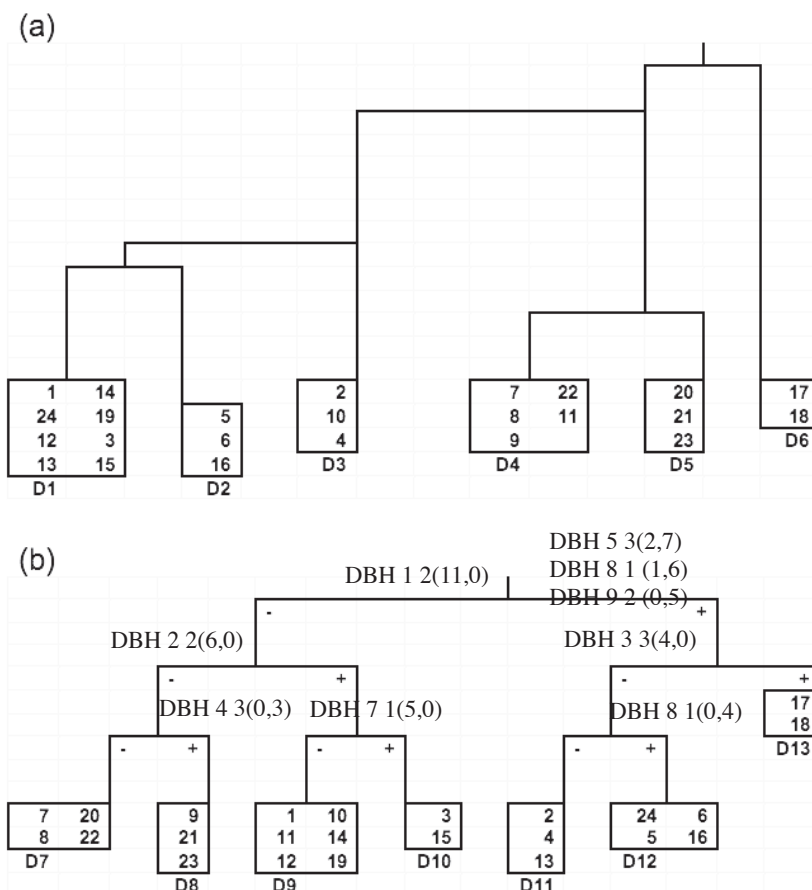 (a)
1 14
24 19
12 3
13 15
D1
5
6
16
D2
2
10
4
D3
7 22
8 11
9
D4
20
21
23
D5
17
18
D6
(b)
DBH 5 3(2,7)
DBH 8 1 (1,6)
DBH 9 2 (0,5)
DBH 1 2(11,0)
- +
DBH 2 2(6,0)
DBH 3 3(4,0)
- +
- +
DBH 4 3(0,3)
DBH 7 1(5,0)
DBH 8 1(0,4)
17
18
D13
- +
- +
- +
7 20
8 22
D7
9
21
23
D8
1 10
11 14
12 19
D9
3
15
D10
2
4
13
D11
24 6
5 16
D12